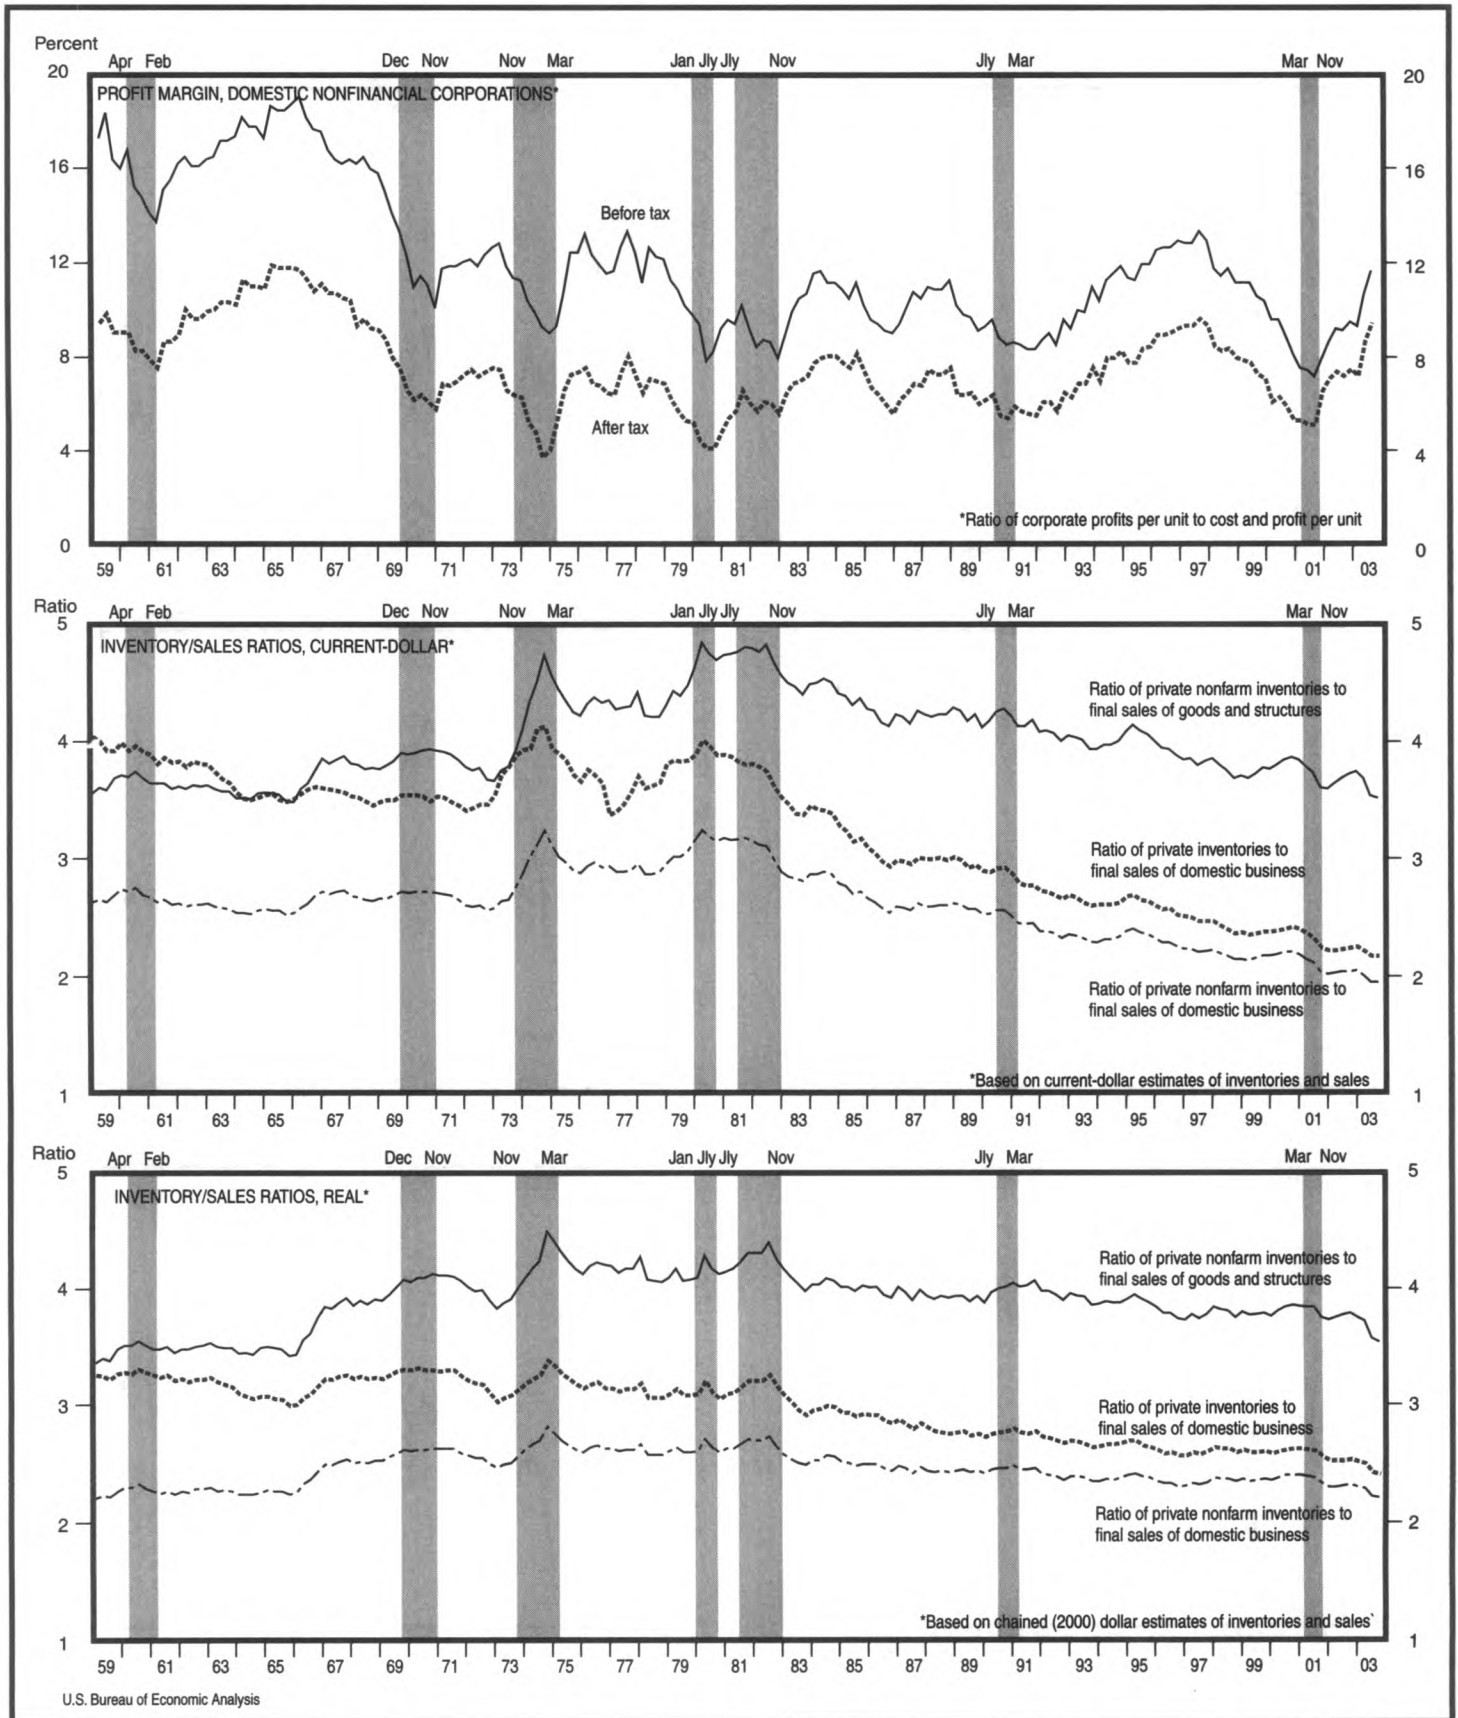 Percent
Apr Feb Dec Nov Nov Mar Jan Jly Jly Nov Jly Mar Mar Nov
20 20
PROFIT MARGIN, DOMESTIC NONFINANCIAL CORPORATIONS*
16 16
Before tax
12 12
8 8
After tax
4 4
*Ratio of corporate profits per unit to cost and profit per unit
0 0
59 61 63 65 67 69 71 73 75 77 79 81 83 85 87 89 91 93 95 97 99 01 03
Ratio
Apr Feb Dec Nov Nov Mar Jan Jly Jly Nov Jly Mar Mar Nov
5 5
INVENTORY/SALES RATIOS, CURRENT-DOLLAR*
Ratio of private nonfarm inventories to
final sales of goods and structures
4 4
Ratio of private inventories to
final sales of domestic business
3 3
2 2
Ratio of private nonfarm inventories to
final sales of domestic business
*Based on current-dollar estimates of inventories and sales
1 1
59 61 63 65 67 69 71 73 75 77 79 81 83 85 87 89 91 93 95 97 99 01 03
Ratio
Apr Feb Dec Nov Nov Mar Jan Jly Jly Nov Jly Mar Mar Nov
5 5
INVENTORY/SALES RATIOS, REAL*
Ratio of private nonfarm inventories to
final sales of goods and structures
4 4
Ratio of private inventories to
final sales of domestic business
3 3
Ratio of private nonfarm inventories to
final sales of domestic business
2 2
*Based on chained (2000) dollar estimates of inventories and sales`
1 1
59 61 63 65 67 69 71 73 75 77 79 81 83 85 87 89 91 93 95 97 99 01 03
U.S. Bureau of Economic Analysis